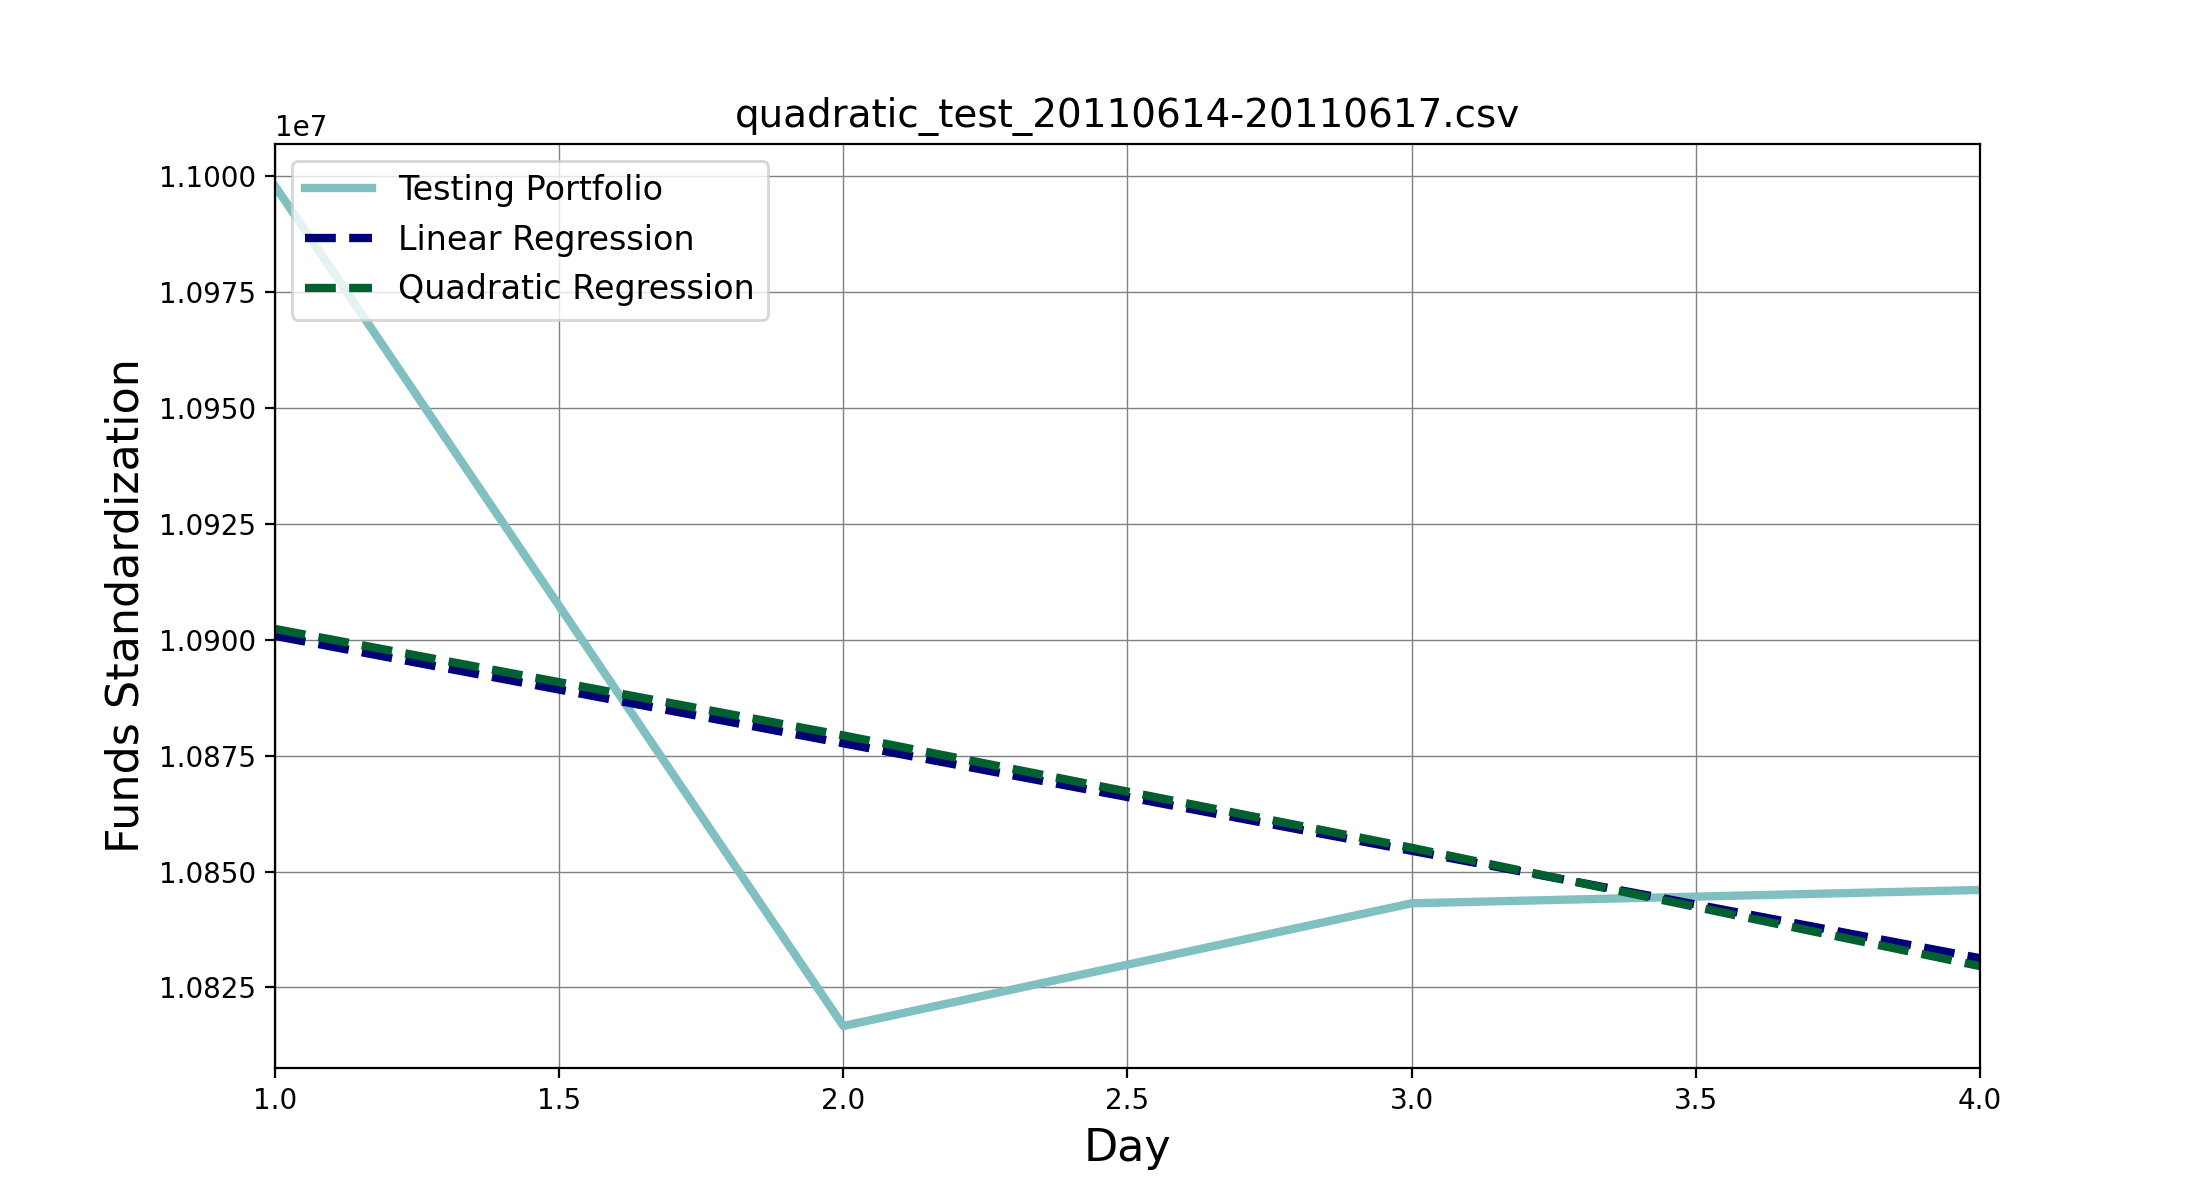 quadratic_test_20110614-20110617.csv
1e7
1.1000
1.0975
1.0950
1.0925
1.0900
1.0875
1.0850
1.0825
Funds Standardization
Testing Portfolio
Linear Regression
Quadratic Regression
1.0 1.5 2.0 2.5 3.0 3.5 4.0
Day